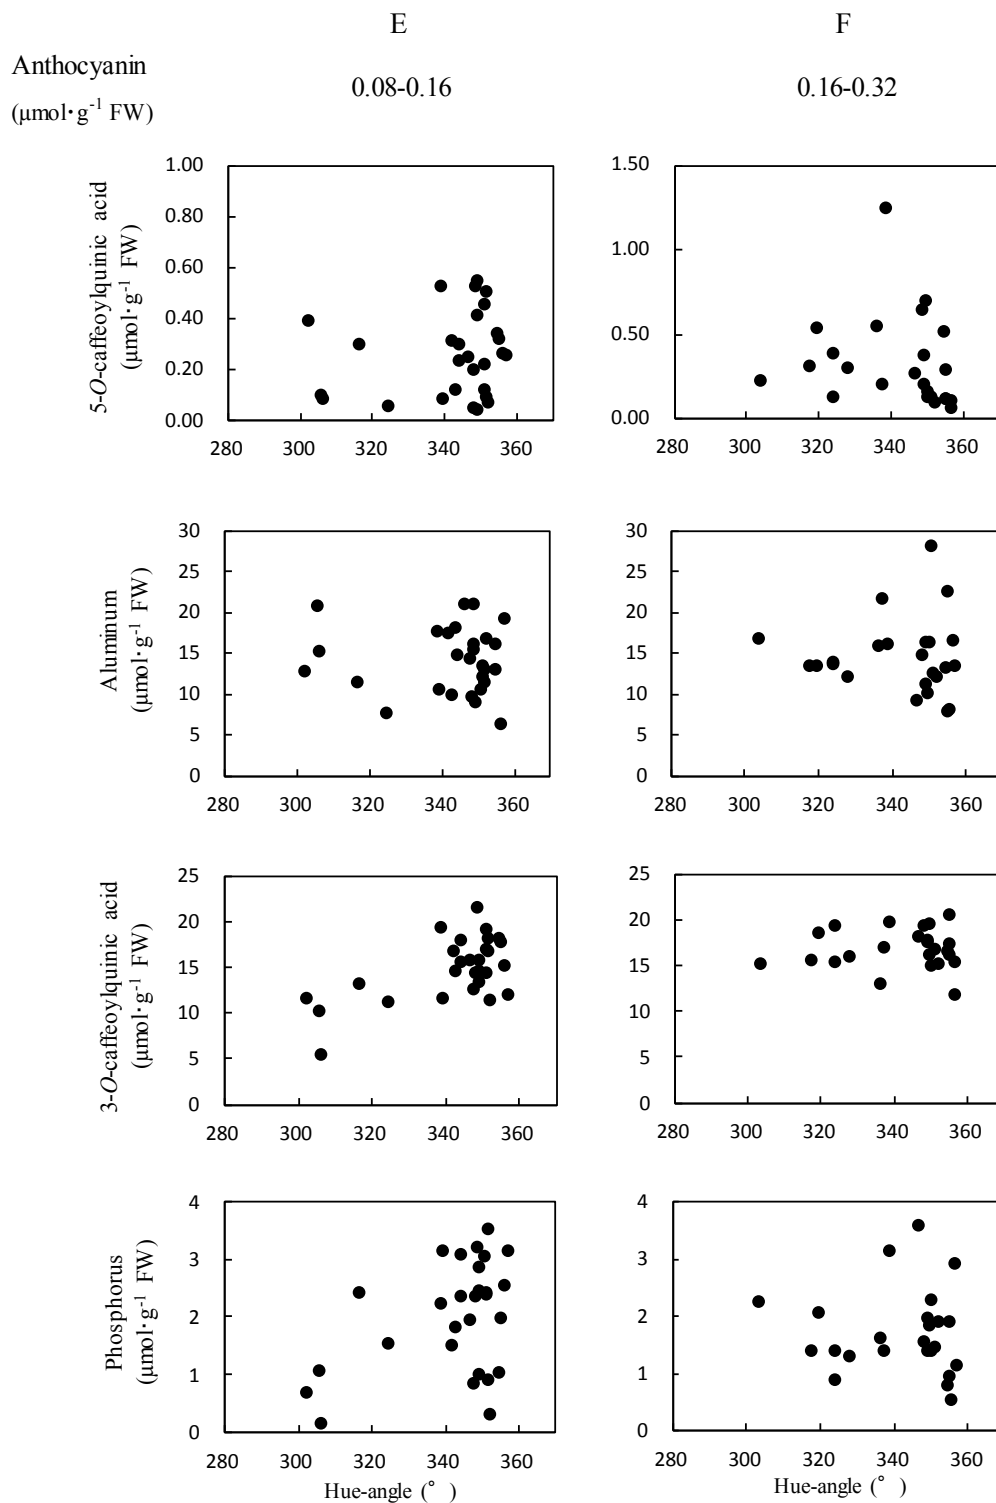 E F
Anthocyanin
(μmol·g⁻¹ FW) 0.08-0.16 0.16-0.32
5-O-caffeoylquinic acid
(μmol·g⁻¹ FW)
1.00
0.80
0.60
0.40
0.20
0.00
280 300 320 340 360
1.50
1.00
0.50
0.00
280 300 320 340 360
Aluminum
(μmol·g⁻¹ FW)
30
25
20
15
10
5
0
280 300 320 340 360
30
25
20
15
10
5
0
280 300 320 340 360
3-O-caffeoylquinic acid
(μmol·g⁻¹ FW)
25
20
15
10
5
0
280 300 320 340 360
25
20
15
10
5
0
280 300 320 340 360
Phosphorus
(μmol·g⁻¹ FW)
4
3
2
1
0
280 300 320 340 360
Hue-angle (°)
4
3
2
1
0
280 300 320 340 360
Hue-angle (°)